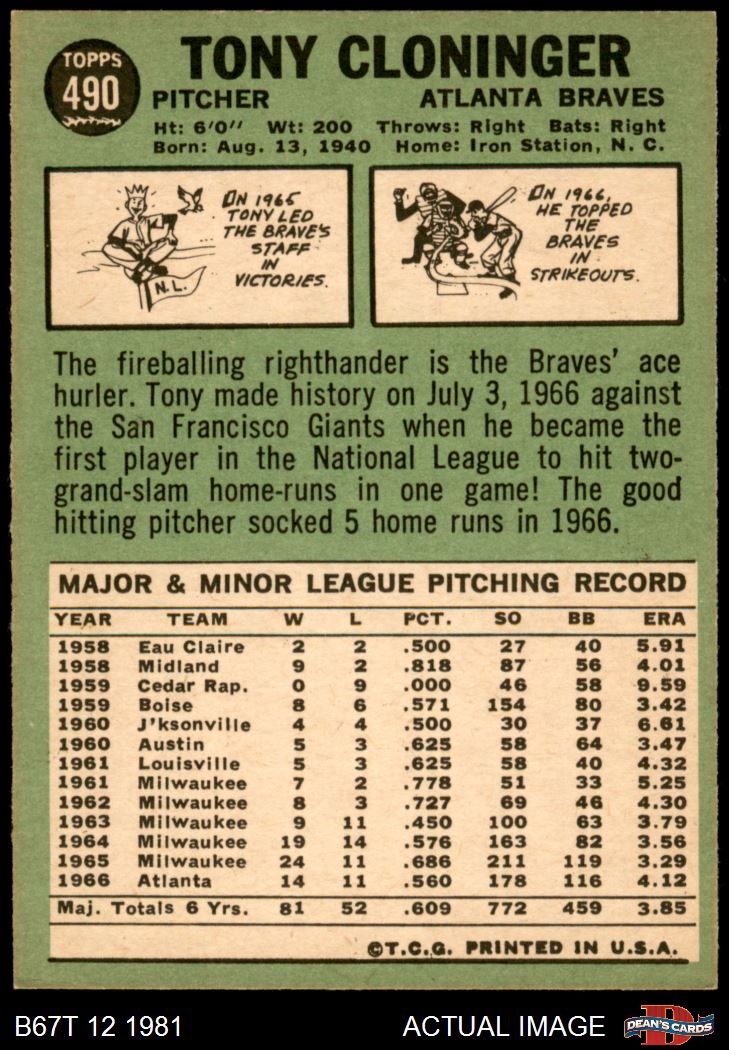 TOPPS
490
TONY CLONINGER
PITCHER ATLANTA BRAVES
Ht: 6'0" Wt: 200 Throws: Right Bats: Right
Born: Aug. 13, 1940 Home: Iron Station, N. C.
IN 1965
TONY LED
THE BRAVE'S
STAFF
IN
VICTORIES.
N.L.
IN 1966,
HE TOPPED
THE
BRAVES
IN
STRIKEOUTS.
The fireballing righthander is the Braves' ace
hurler. Tony made history on July 3, 1966 against
the San Francisco Giants when he became the
first player in the National League to hit two-
grand-slam home-runs in one game! The good
hitting pitcher socked 5 home runs in 1966.
MAJOR & MINOR LEAGUE PITCHING RECORD
YEAR TEAM W L PCT. SO BB ERA
1958 Eau Claire 2 2 .500 27 40 5.91
1958 Midland 9 2 .818 87 56 4.01
1959 Cedar Rap. 0 9 .000 46 58 9.59
1959 Boise 8 6 .571 154 80 3.42
1960 J'ksonville 4 4 .500 30 37 6.61
1960 Austin 5 3 .625 58 64 3.47
1961 Louisville 5 3 .625 58 40 4.32
1961 Milwaukee 7 2 .778 51 33 5.25
1962 Milwaukee 8 3 .727 69 46 4.30
1963 Milwaukee 9 11 .450 100 63 3.79
1964 Milwaukee 19 14 .576 163 82 3.56
1965 Milwaukee 24 11 .686 211 119 3.29
1966 Atlanta 14 11 .560 178 116 4.12
Maj. Totals 6 Yrs. 81 52 .609 772 459 3.85
©T.C.G. PRINTED IN U.S.A.
B67T 12 1981 ACTUAL IMAGE
D
DEAN'S CARDS